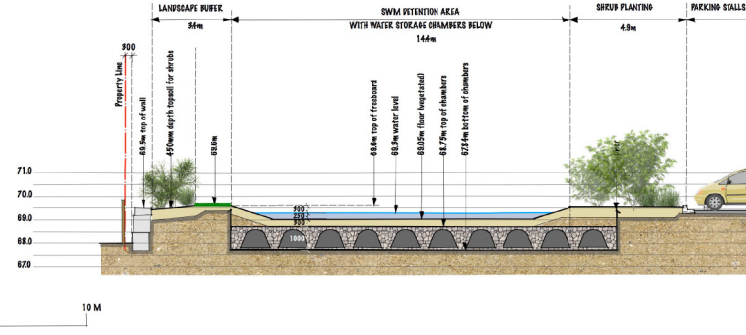 LANDSCAPE BUFFER
3.4m
SWIM DETENTION AREA
WITH WATER STORAGE CHAMBERS BELOW
14.4m
SHRUB PLANTING
4.8m
PARKING STALLS
300
Property Line
69.5m top of wall
450mm depth topsoil for shrubs
69.6m
69.6m top of freeboard
69.3m water level
69.05m floor (vegetated)
68.75m top of chambers
67.84m bottom of chambers
71.0
70.0
69.0
68.0
67.0
300
250
300
1000
10 M